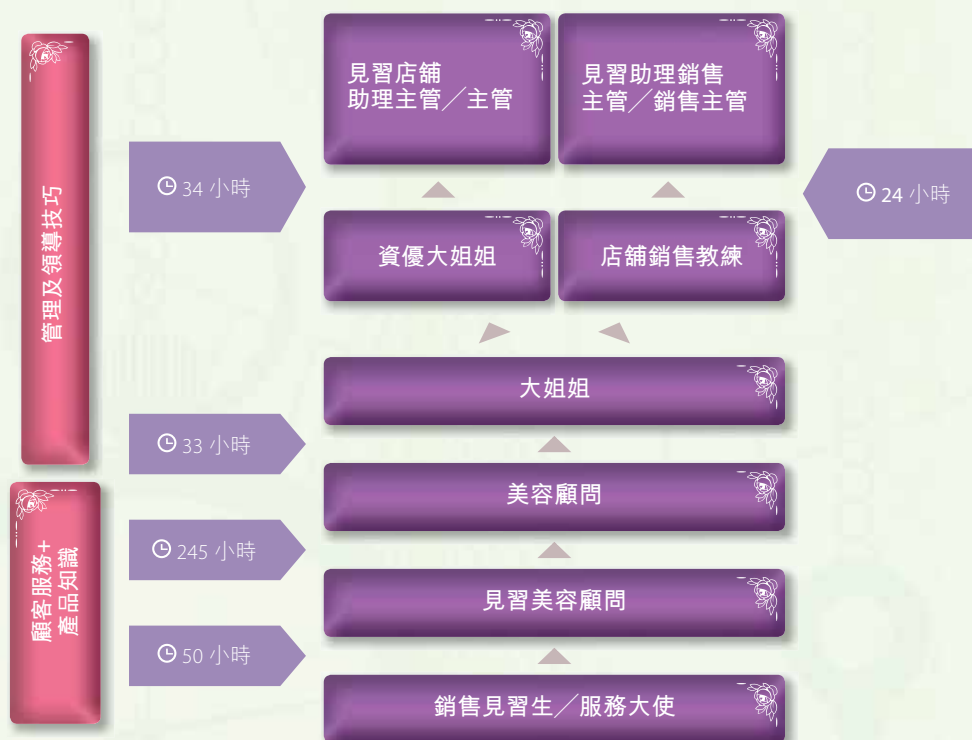 見習店舖
助理主管／主管
見習助理銷售
主管／銷售主管
34 小時
24 小時
管理及領導技巧
資優大姐姐
店舖銷售教練
大姐姐
33 小時
美容顧問
245 小時
顧客服務+
產品知識
見習美容顧問
50 小時
銷售見習生／服務大使